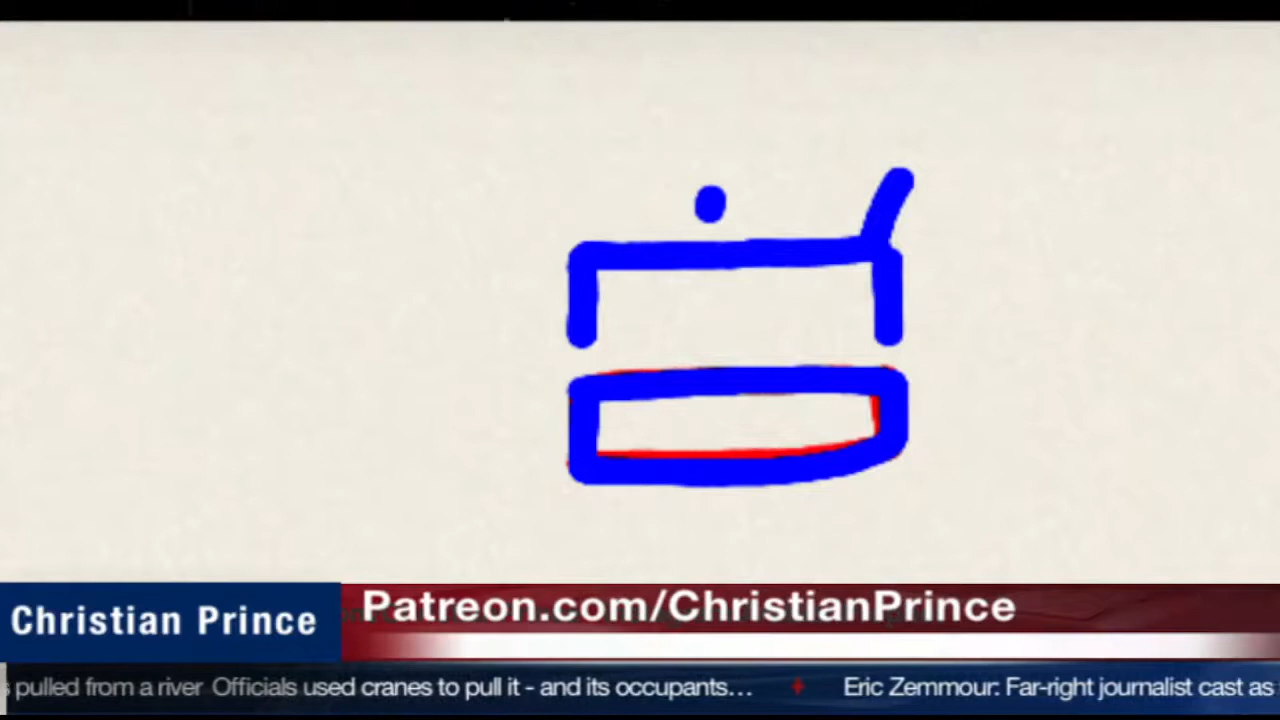 Christian Prince
Patreon.com/ChristianPrince
pulled from a river Officials used cranes to pull it - and its occupants... Eric Zemmour: Far-right journalist cast as